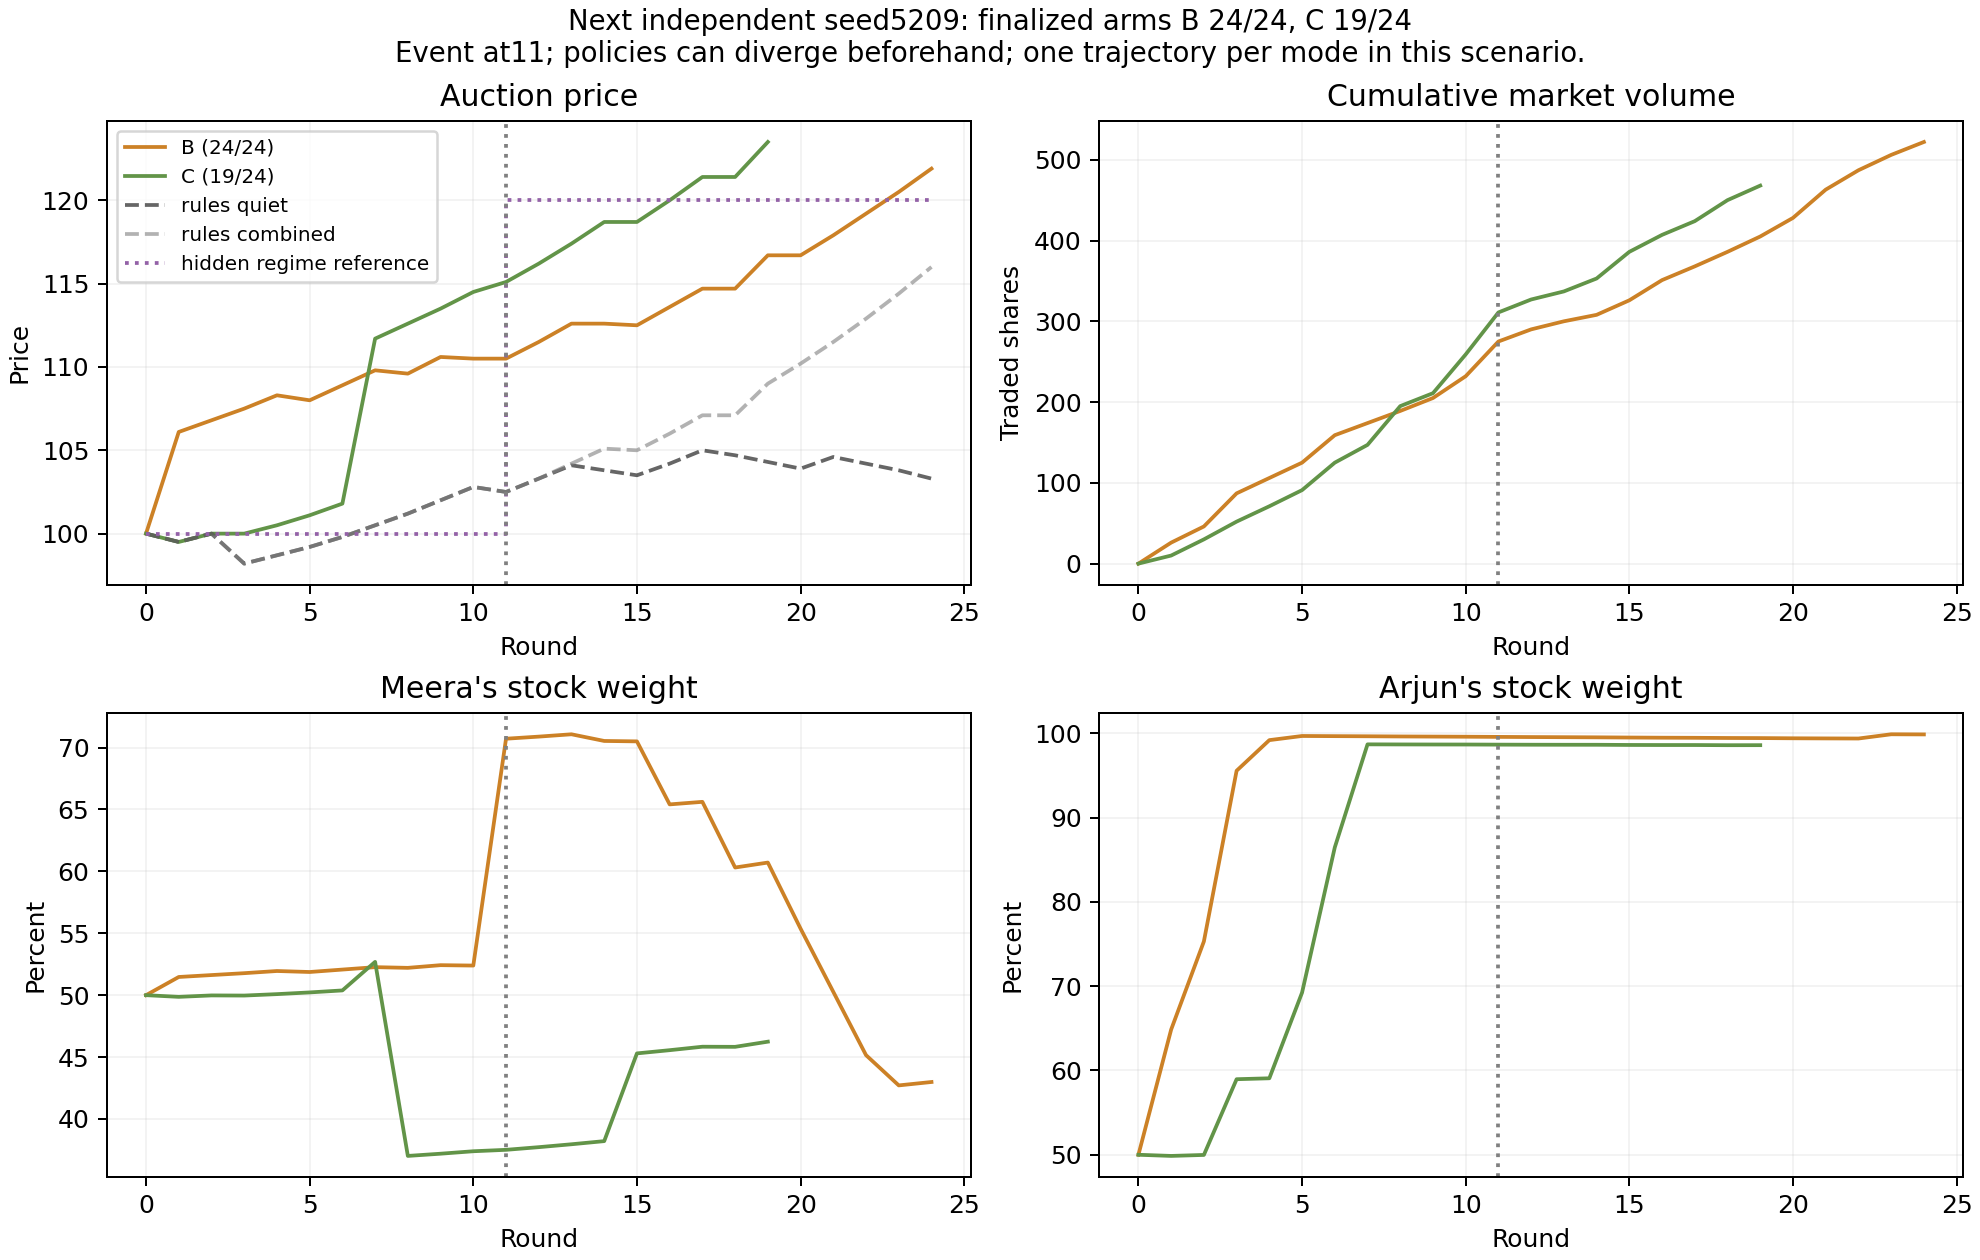 Next independent seed5209: finalized arms B 24/24, C 19/24
Event at11; policies can diverge beforehand; one trajectory per mode in this scenario.
Auction price
B (24/24)
C (19/24)
rules quiet
rules combined
hidden regime reference
Price
120
115
110
105
100
0 5 10 15 20 25
Round
Cumulative market volume
Traded shares
500
400
300
200
100
0
0 5 10 15 20 25
Round
Meera's stock weight
Percent
70
65
60
55
50
45
40
0 5 10 15 20 25
Round
Arjun's stock weight
Percent
100
90
80
70
60
50
0 5 10 15 20 25
Round